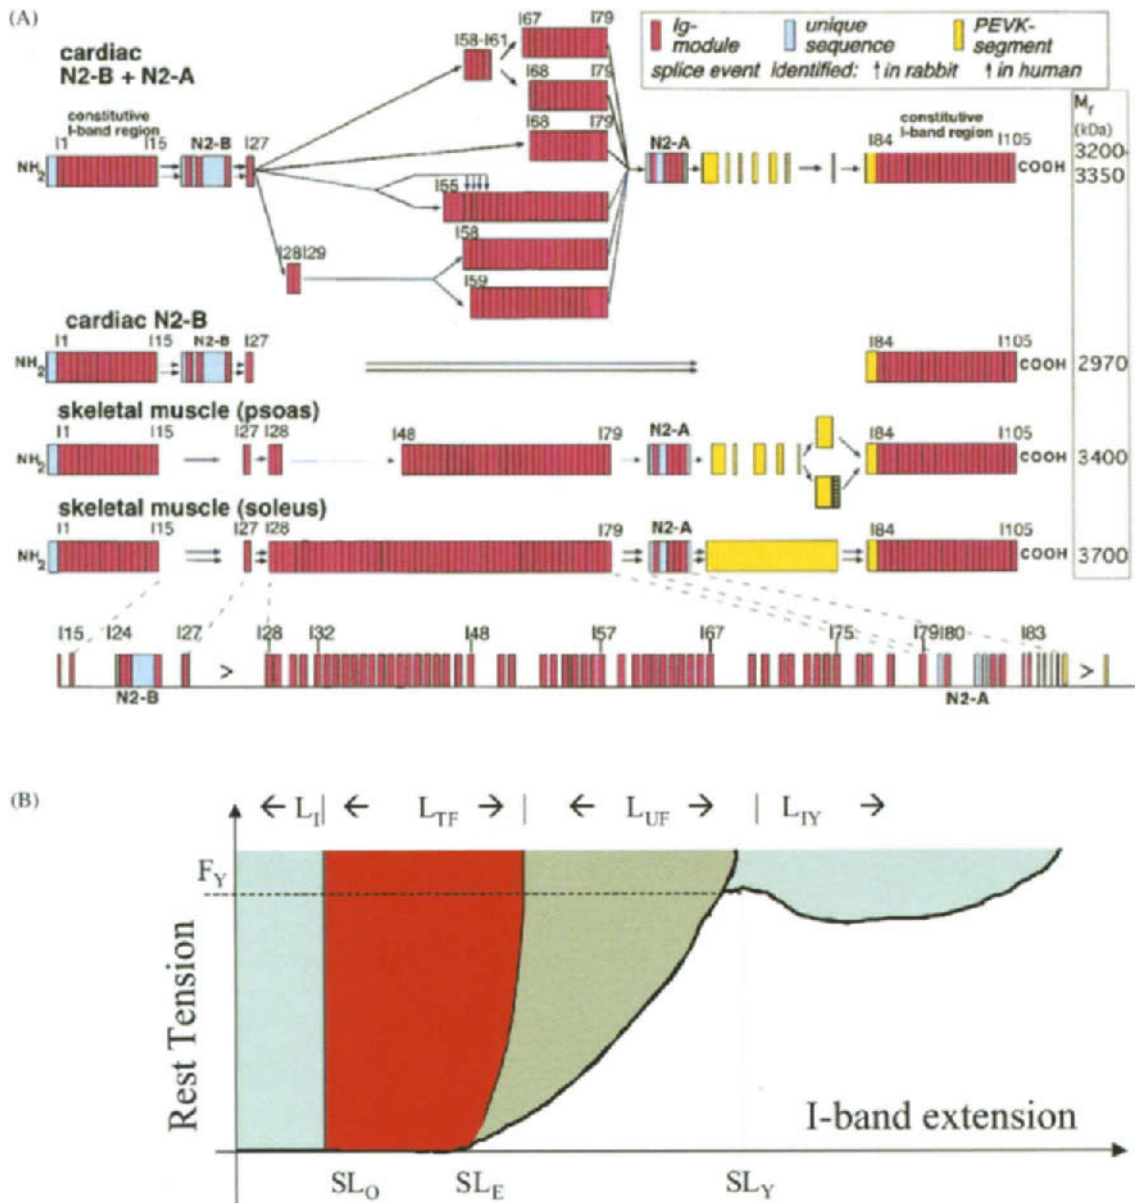 (A)
cardiac
N2-B + N2-A
Ig-module
unique sequence
PEVK-segment
splice event identified: ↑ in rabbit ↑ in human
I67 I79
I58-I61
I68 I79
I68 I79
constitutive
I-band region
I1 I15 N2-B I27
NH2
I55
I58
I28 I29
I59
N2-A
constitutive
I-band region
I84 I105
COOH
Mr
(kDa)
3200-
3350
cardiac N2-B
I1 I15 N2-B I27 I84 I105
NH2 COOH 2970
skeletal muscle (psoas)
I1 I15 I27 I28 I48 I79 N2-A I84 I105
NH2 COOH 3400
skeletal muscle (soleus)
I1 I15 I27 I28 I79 N2-A I84 I105
NH2 COOH 3700
I15 I24 I27 I28 I32 I48 I57 I67 I75 I79 I80 I83
> >
N2-B N2-A
(B)
← LI | ← LTF → | ← LUF → | LIY →
FY
Rest Tension
I-band extension
SLO SLE SLY